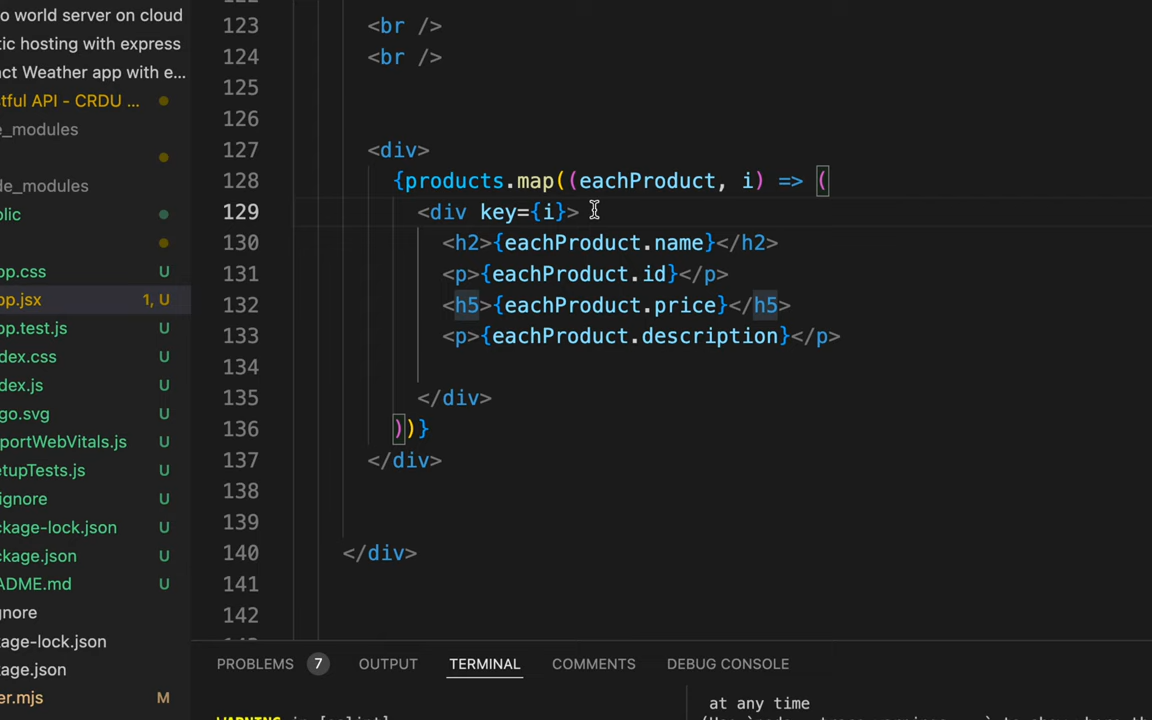 o world server on cloud
tic hosting with express
act Weather app with e...
tful API - CRDU ...
e_modules
de_modules
blic
pp.css U
pp.jsx 1, U
pp.test.js U
dex.css U
dex.js U
go.svg U
portWebVitals.js U
etupTests.js U
ignore U
ckage-lock.json U
ckage.json U
ADME.md U
gnore
kage-lock.json
kage.json
er.mjs M
123 <br />
124 <br />
125
126
127 <div>
128 {products.map((eachProduct, i) => (
129 <div key={i}>
130 <h2>{eachProduct.name}</h2>
131 <p>{eachProduct.id}</p>
132 <h5>{eachProduct.price}</h5>
133 <p>{eachProduct.description}</p>
134
135 </div>
136 ))}
137 </div>
138
139
140 </div>
141
142
PROBLEMS 7 OUTPUT TERMINAL COMMENTS DEBUG CONSOLE
at any time